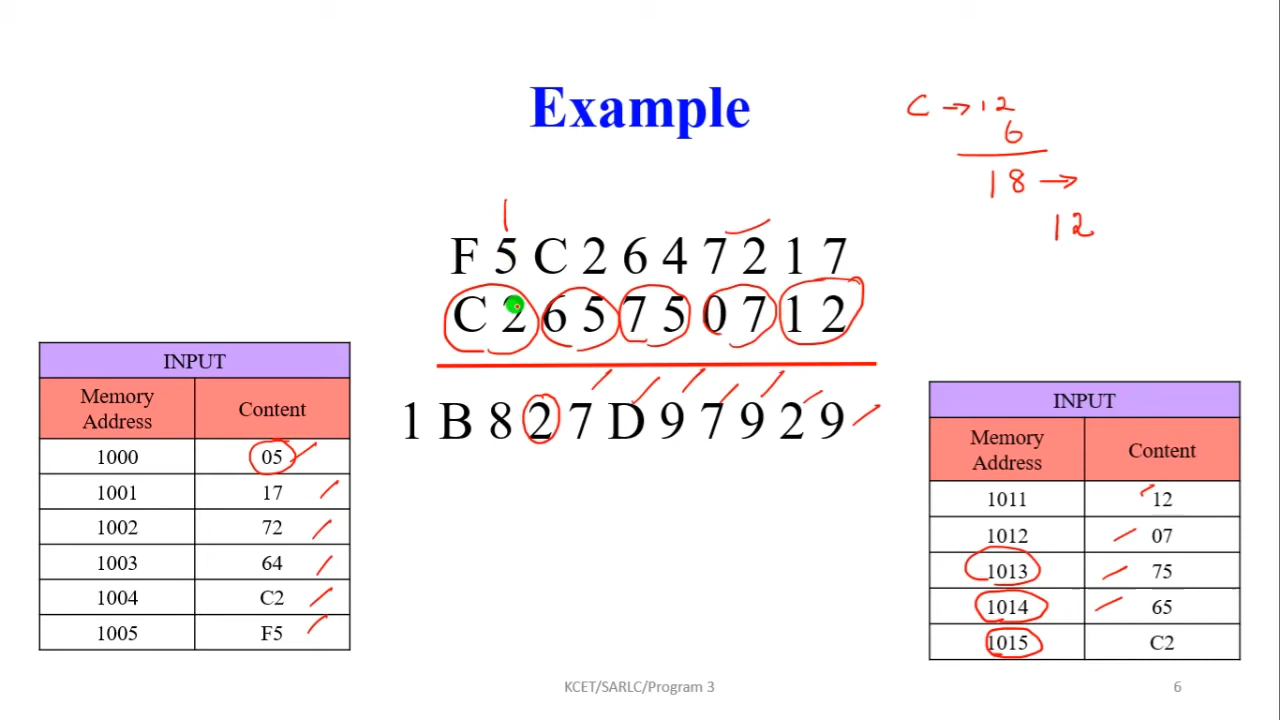 Example
C → 12
6
18 →
12
1
F 5 C 2 6 4 7 2 1 7
C 2 6 5 7 5 0 7 1 2
1 B 8 2 7 D 9 7 9 2 9
INPUT
Memory Address Content
1000 05
1001 17
1002 72
1003 64
1004 C2
1005 F5
INPUT
Memory Address Content
1011 12
1012 07
1013 75
1014 65
1015 C2
KCET/SARLC/Program 3
6